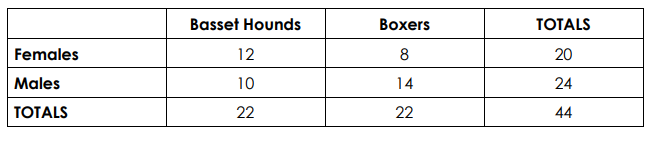 Basset Hounds Boxers TOTALS
Females 12 8 20
Males 10 14 24
TOTALS 22 22 44